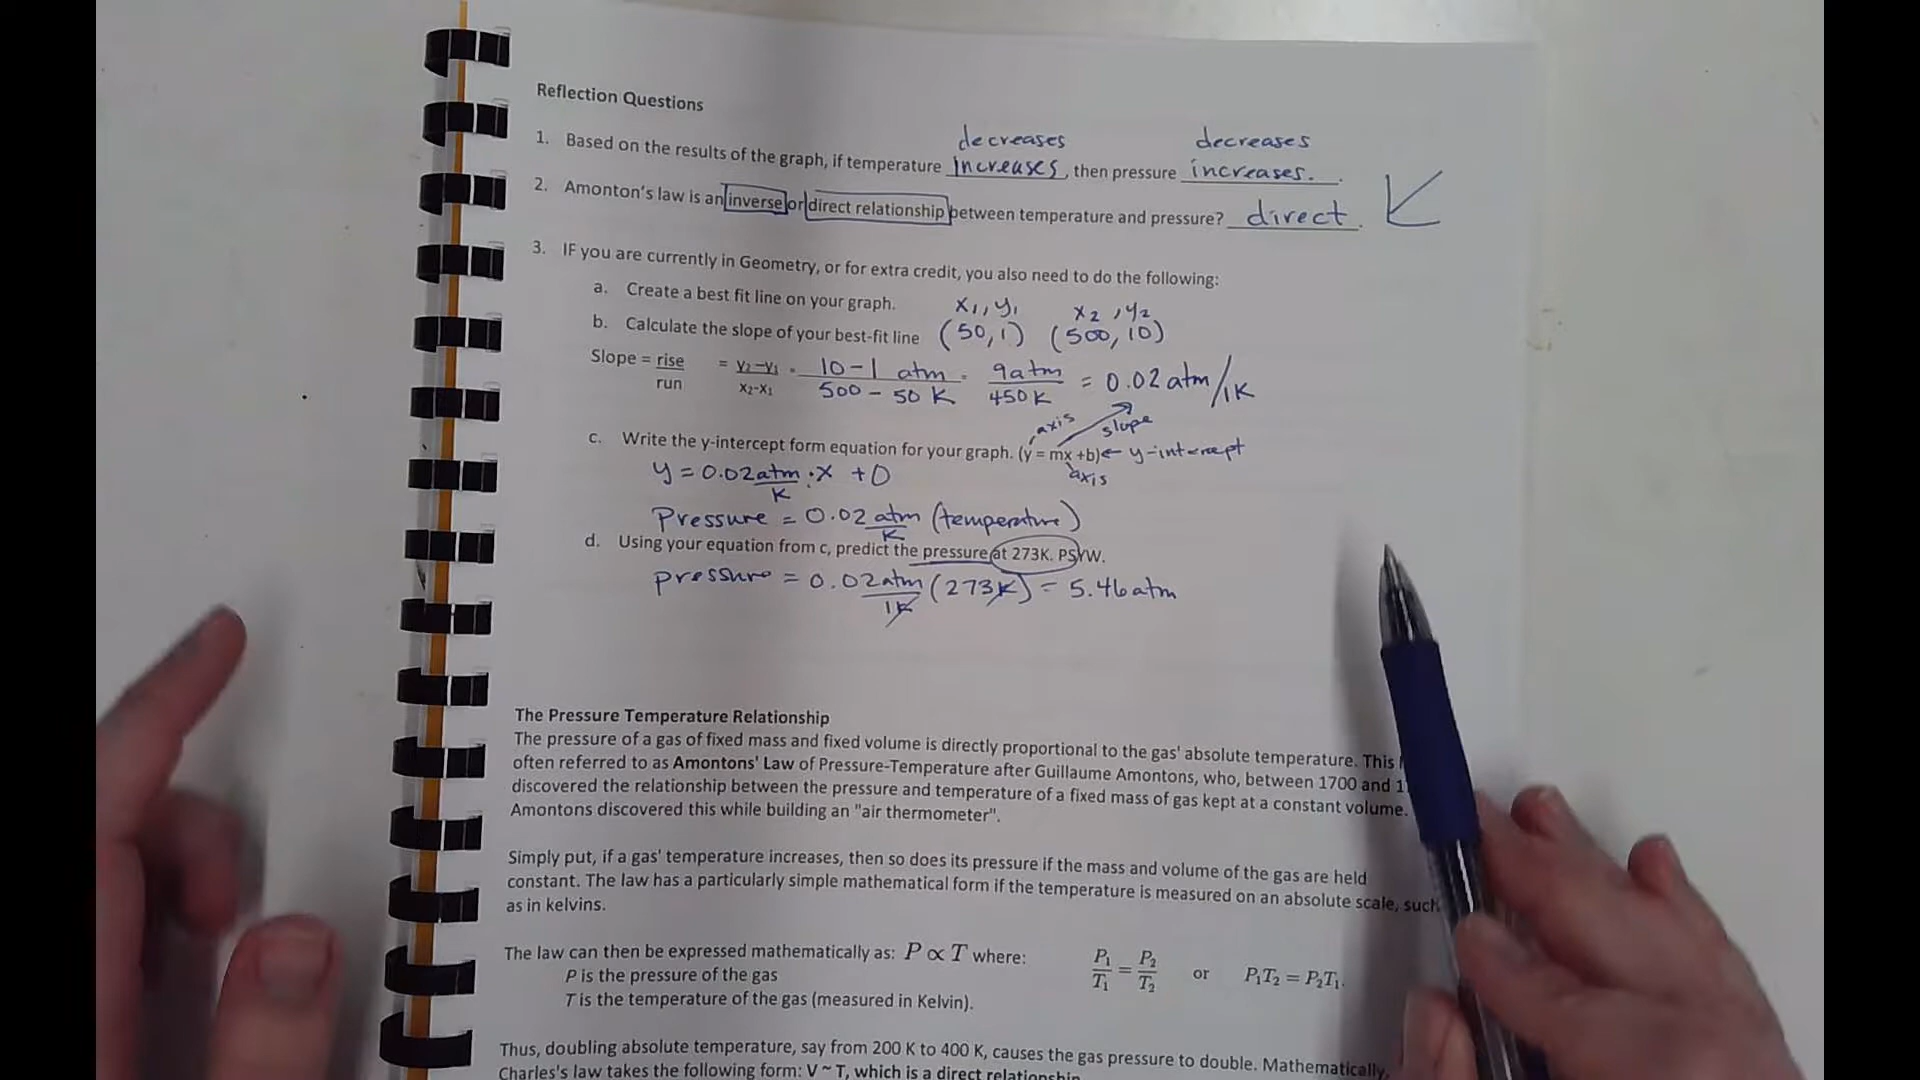 Reflection Questions
decreases decreases
1. Based on the results of the graph, if temperature increases, then pressure increases.
2. Amonton's law is an inverse or direct relationship between temperature and pressure? direct.
3. IF you are currently in Geometry, or for extra credit, you also need to do the following:
a. Create a best fit line on your graph. x₁, y₁ x₂, y₂
b. Calculate the slope of your best-fit line (50, 1) (500, 10)
Slope = rise/run = y₂-y₁/x₂-x₁ = 10-1 atm/500-50 K = 9atm/450K = 0.02 atm/1K
axis slope
c. Write the y-intercept form equation for your graph. (y = mx +b) ← y-intercept
axis
y = 0.02 atm/K · x + 0
Pressure = 0.02 atm/K (temperature)
d. Using your equation from c, predict the pressure at 273K. PSYW.
pressure = 0.02atm/1K (273K) = 5.46atm
The Pressure Temperature Relationship
The pressure of a gas of fixed mass and fixed volume is directly proportional to the gas' absolute temperature. This
often referred to as Amontons' Law of Pressure-Temperature after Guillaume Amontons, who, between 1700 and
discovered the relationship between the pressure and temperature of a fixed mass of gas kept at a constant volume.
Amontons discovered this while building an "air thermometer".
Simply put, if a gas' temperature increases, then so does its pressure if the mass and volume of the gas are held
constant. The law has a particularly simple mathematical form if the temperature is measured on an absolute scale, such
as in kelvins.
The law can then be expressed mathematically as: P ∝ T where: P₁/T₁ = P₂/T₂ or P₁T₂ = P₂T₁.
P is the pressure of the gas
T is the temperature of the gas (measured in Kelvin).
Thus, doubling absolute temperature, say from 200 K to 400 K, causes the gas pressure to double. Mathematically,
Charles's law takes the following form: V ~ T, which is a direct relationship